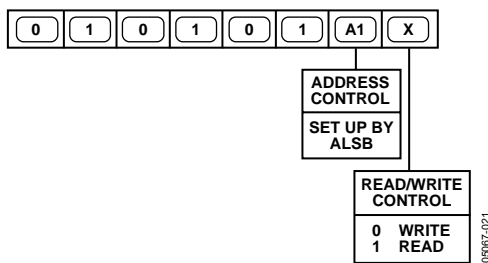 0 1 0 1 0 1 A1 X
ADDRESS
CONTROL
SET UP BY
ALSB
READ/WRITE
CONTROL
0 WRITE
1 READ
05067-021